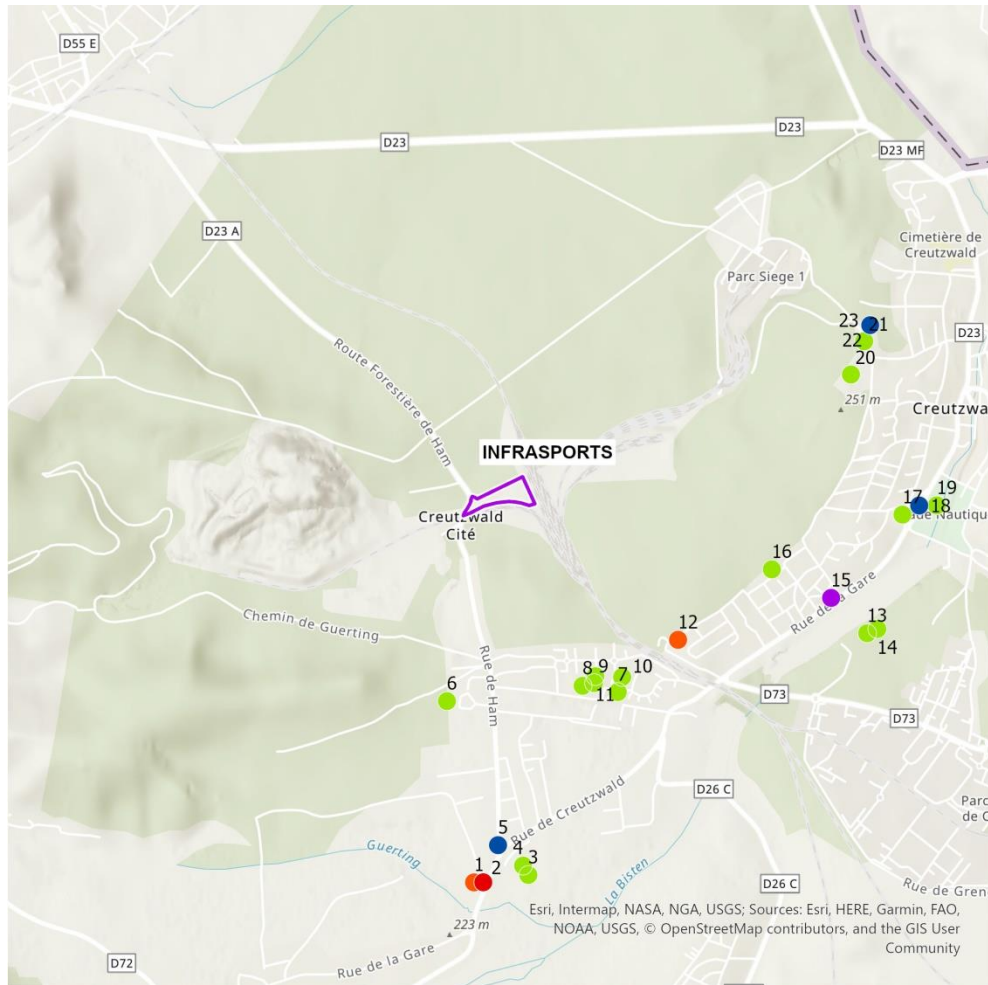 D55 E
D23
D23
D23 MF
D23 A
Cimetière de
Creutzwald
Parc Siege 1
23
21
22
D23
20
251 m
Creutzwa
Route Forestière de Ham
INFRASPORTS
Creutzwald
Cité
17
19
18
Nautiqu
16
15
Rue de la Gare
Chemin de Guerting
12
13
14
Rue de Ham
6
8
9
7
10
11
D73
D73
D26 C
Rue de Creutzwald
Parc
de C
5
4
3
1
2
Guerting
La Bisten
D26 C
Rue de Gren
223 m
Rue de la Gare
D72
Esri, Intermap, NASA, NGA, USGS; Sources: Esri, HERE, Garmin, FAO,
NOAA, USGS, © OpenStreetMap contributors, and the GIS User
Community